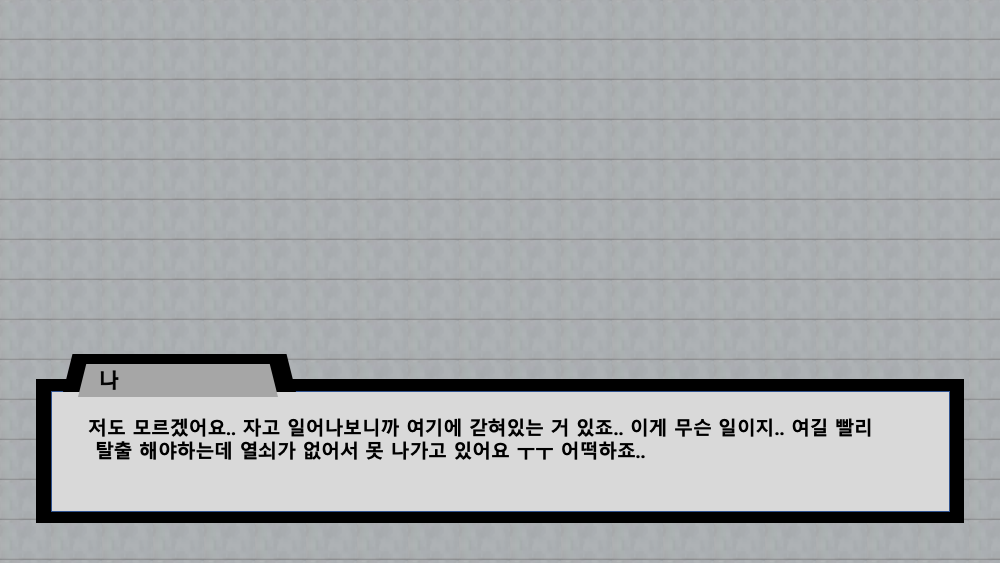 나
저도 모르겠어요.. 자고 일어나보니까 여기에 갇혀있는 거 있죠.. 이게 무슨 일이지.. 여길 빨리
탈출 해야하는데 열쇠가 없어서 못 나가고 있어요 ㅜㅜ 어떡하죠..